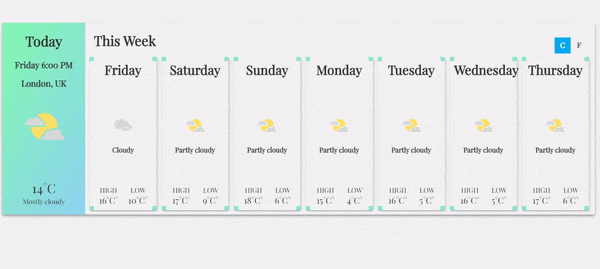 Today
Friday 6:00 PM
London, UK
14°C
Mostly cloudy
This Week
C F
Friday
Cloudy
HIGH LOW
16°C 10°C
Saturday
Partly cloudy
HIGH LOW
17°C 9°C
Sunday
Partly cloudy
HIGH LOW
18°C 6°C
Monday
Partly cloudy
HIGH LOW
15°C 4°C
Tuesday
Partly cloudy
HIGH LOW
16°C 5°C
Wednesday
Partly cloudy
HIGH LOW
16°C 5°C
Thursday
Partly cloudy
HIGH LOW
17°C 6°C